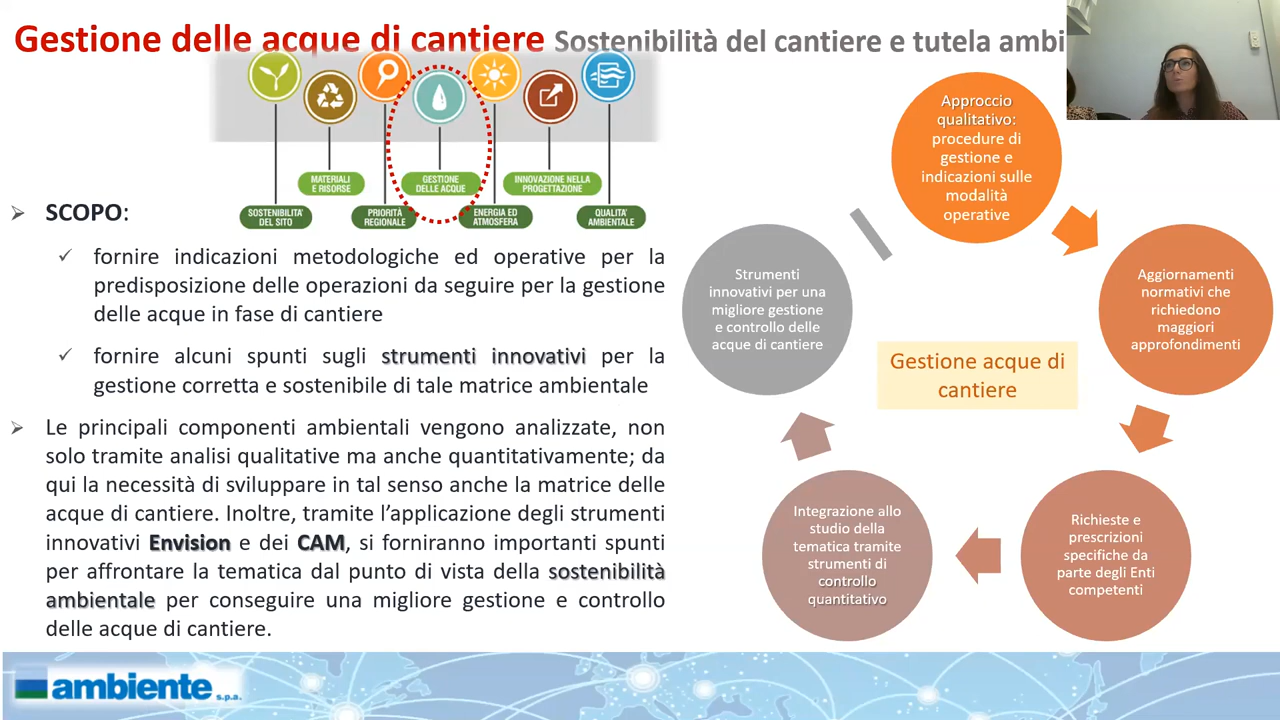 Gestione delle acque di cantiere Sostenibilità del cantiere e tutela ambi
MATERIALI
E RISORSE
GESTIONE
DELLE ACQUE
INNOVAZIONE NELLA
PROGETTAZIONE
SOSTENIBILITA'
DEL SITO
PRIORITÀ
REGIONALE
ENERGIA ED
ATMOSFERA
QUALITA'
AMBIENTALE
SCOPO:
fornire indicazioni metodologiche ed operative per la
predisposizione delle operazioni da seguire per la gestione
delle acque in fase di cantiere
fornire alcuni spunti sugli strumenti innovativi per la
gestione corretta e sostenibile di tale matrice ambientale
Le principali componenti ambientali vengono analizzate, non
solo tramite analisi qualitative ma anche quantitativamente; da
qui la necessità di sviluppare in tal senso anche la matrice delle
acque di cantiere. Inoltre, tramite l'applicazione degli strumenti
innovativi Envision e dei CAM, si forniranno importanti spunti
per affrontare la tematica dal punto di vista della sostenibilità
ambientale per conseguire una migliore gestione e controllo
delle acque di cantiere.
Approccio
qualitativo:
procedure di
gestione e
indicazioni sulle
modalità
operative
Aggiornamenti
normativi che
richiedono
maggiori
approfondimenti
Richieste e
prescrizioni
specifiche da
parte degli Enti
competenti
Integrazione allo
studio della
tematica tramite
strumenti di
controllo
quantitativo
Strumenti
innovativi per una
migliore gestione
e controllo delle
acque di cantiere
Gestione acque di
cantiere
ambiente s.p.a.